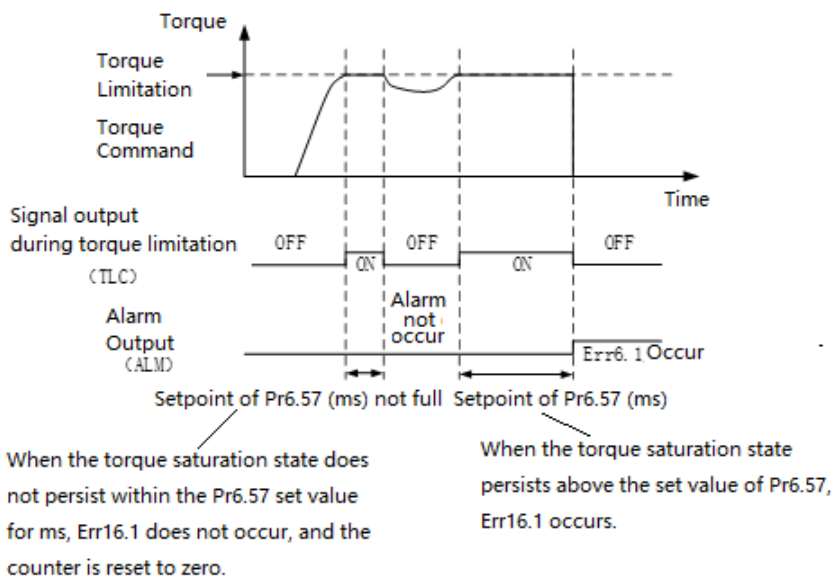 Torque
Torque
Limitation
Torque
Command
Time
Signal output
during torque limitation
(TLC)
OFF
ON
OFF
ON
OFF
Alarm
Output
(ALM)
Alarm
not
occur
Err6.1 Occur
Setpoint of Pr6.57 (ms) not full
Setpoint of Pr6.57 (ms)
When the torque saturation state does
not persist within the Pr6.57 set value
for ms, Err16.1 does not occur, and the
counter is reset to zero.
When the torque saturation state
persists above the set value of Pr6.57,
Err16.1 occurs.